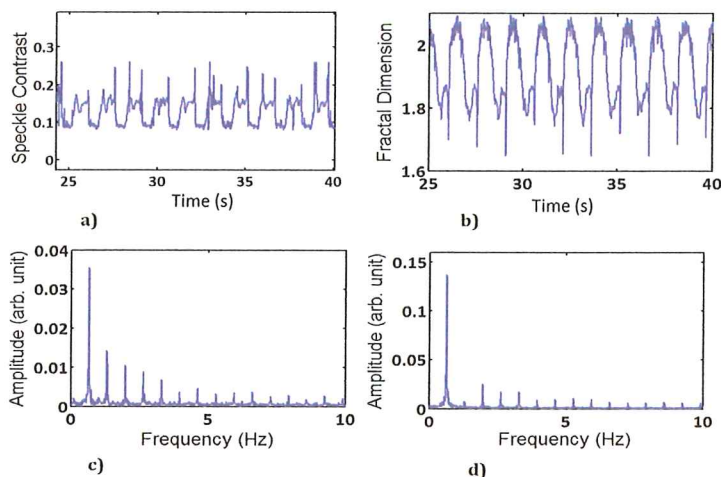 0.3
0.2
0.1
0
Speckle Contrast
25
30
35
40
Time (s)
a)
2
1.8
1.6
Fractal Dimension
25
30
35
40
Time (s)
b)
0.04
0.03
0.02
0.01
0
Amplitude (arb. unit)
0
5
10
Frequency (Hz)
c)
0.15
0.10
0.05
0
Amplitude (arb. unit)
0
5
10
Frequency (Hz)
d)